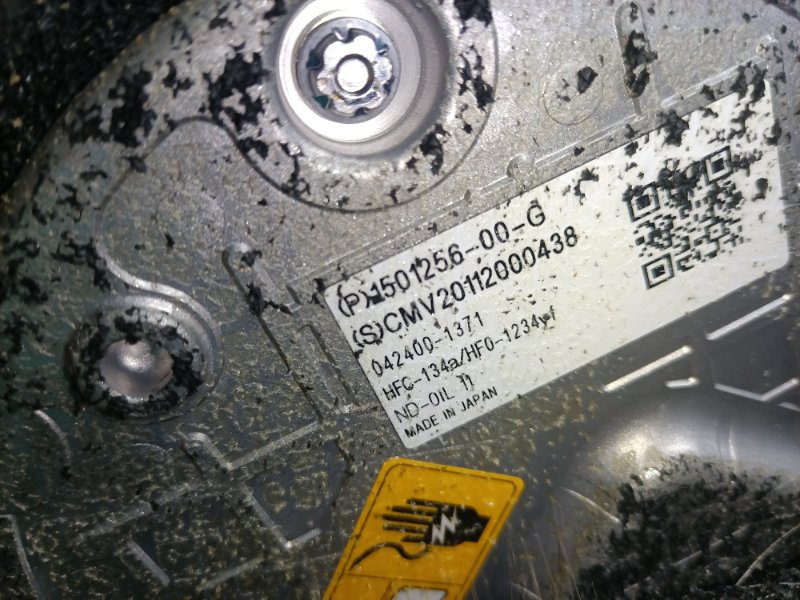 (P)1501256-00-G
(S)CMV20112000438
042400-1371
HFC-134a/HFO-1234yf
ND-OIL 11
MADE IN JAPAN